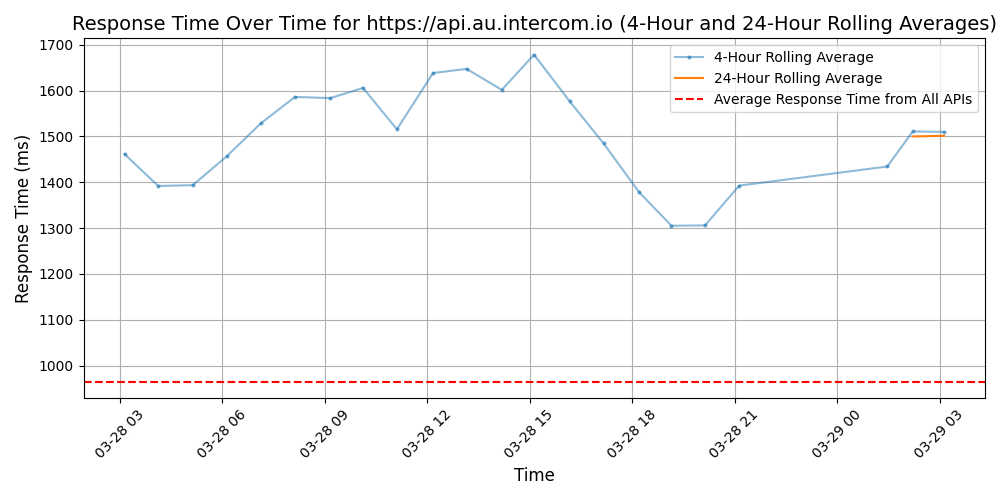 Response Time Over Time for https://api.au.intercom.io (4-Hour and 24-Hour Rolling Averages)
4-Hour Rolling Average
24-Hour Rolling Average
Average Response Time from All APIs
Response Time (ms)
1700
1600
1500
1400
1300
1200
1100
1000
03-28 03
03-28 06
03-28 09
03-28 12
03-28 15
03-28 18
03-28 21
03-29 00
03-29 03
Time